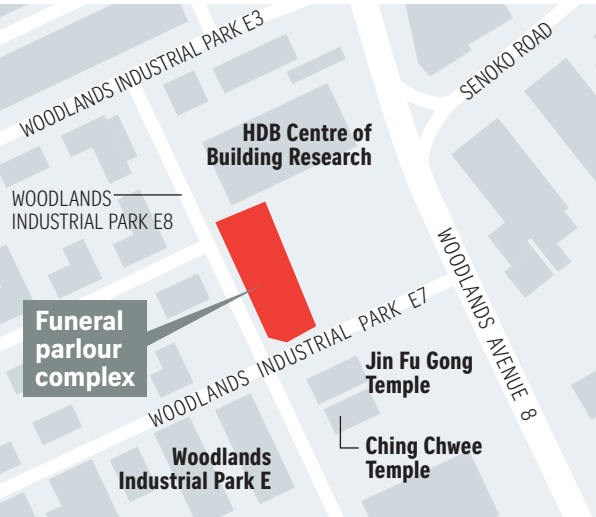 WOODLANDS INDUSTRIAL PARK E3
SENOKO ROAD
HDB Centre of
Building Research
WOODLANDS
INDUSTRIAL PARK E8
WOODLANDS AVENUE 8
Funeral
parlour
complex
WOODLANDS INDUSTRIAL PARK E7
Jin Fu Gong
Temple
Ching Chwee
Temple
Woodlands
Industrial Park E